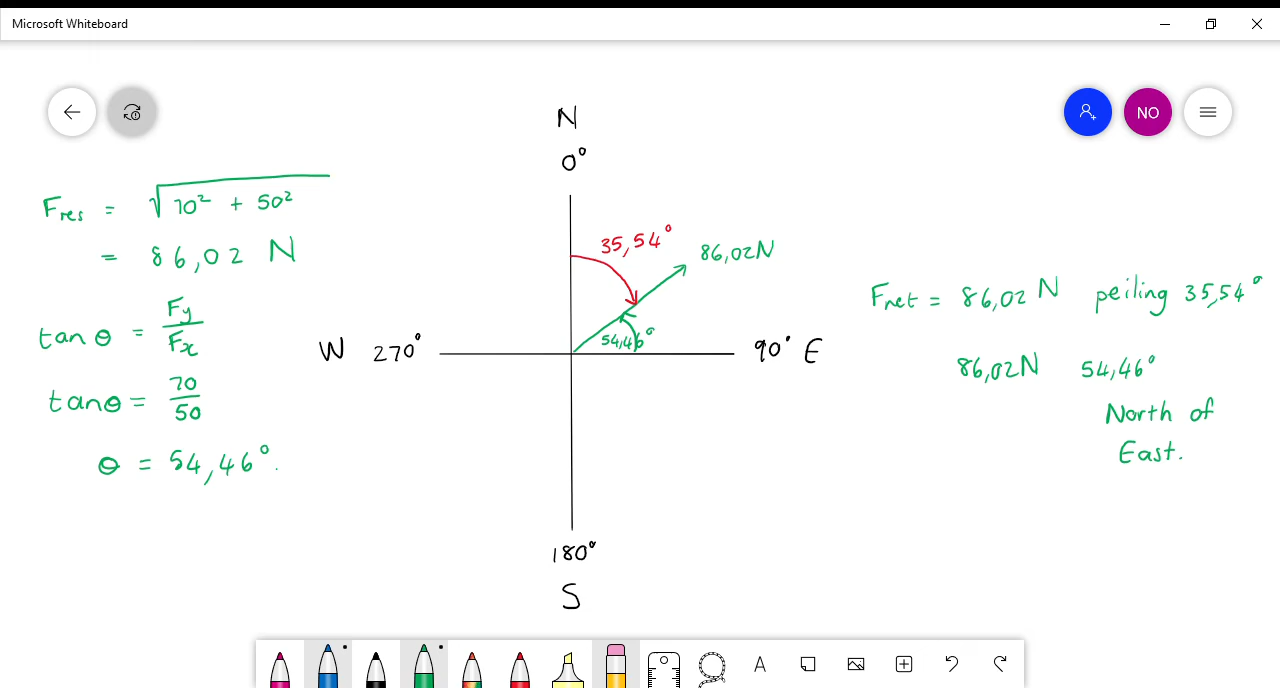 Microsoft Whiteboard
NO
N
0°
F_res = √(70² + 50²)
= 86,02 N
tan θ = Fy/Fx
tan θ = 70/50
θ = 54,46°.
35,54°
86,02N
54,46°
W 270°
90° E
180°
S
Fnet = 86,02 N peiling 35,54°
86,02N 54,46°
North of
East.
A